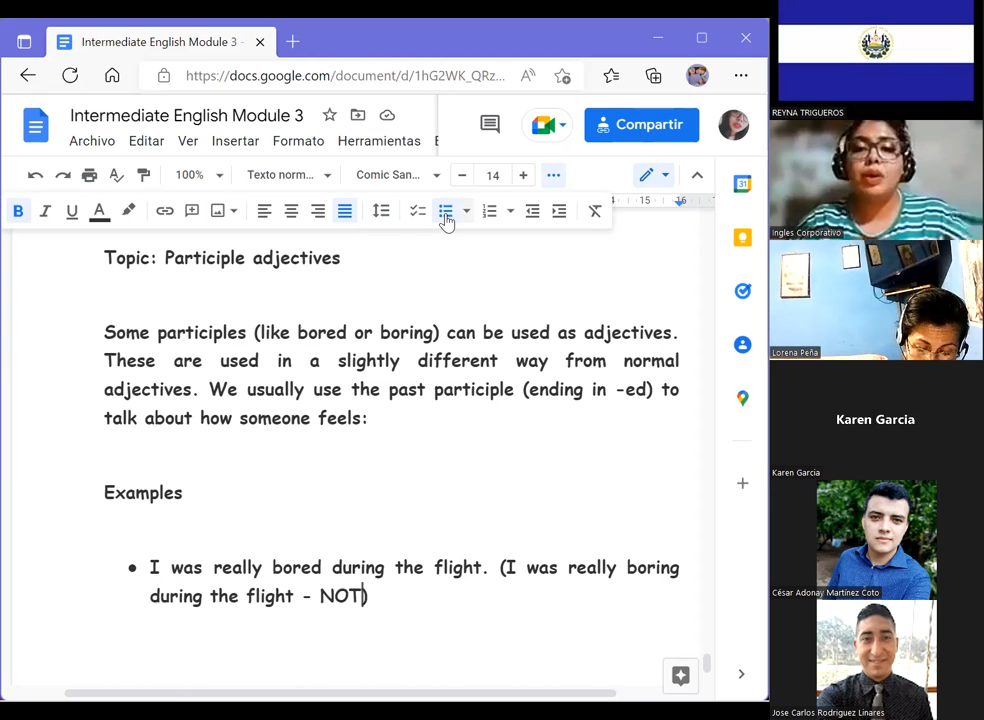 Intermediate English Module 3 -
https://docs.google.com/document/d/1hG2WK_QRz...
Intermediate English Module 3
Compartir
Archivo Editar Ver Insertar Formato Herramientas
100% Texto norm... Comic San... 14
B I U A
14 15 16
31
Topic: Participle adjectives
Some participles (like bored or boring) can be used as adjectives.
These are used in a slightly different way from normal
adjectives. We usually use the past participle (ending in -ed) to
talk about how someone feels:
Examples
● I was really bored during the flight. (I was really boring
during the flight - NOT)
REYNA TRIGUEROS
Ingles Corporativo
Lorena Peña
Karen Garcia
Karen Garcia
César Adonay Martínez Coto
Jose Carlos Rodriguez Linares